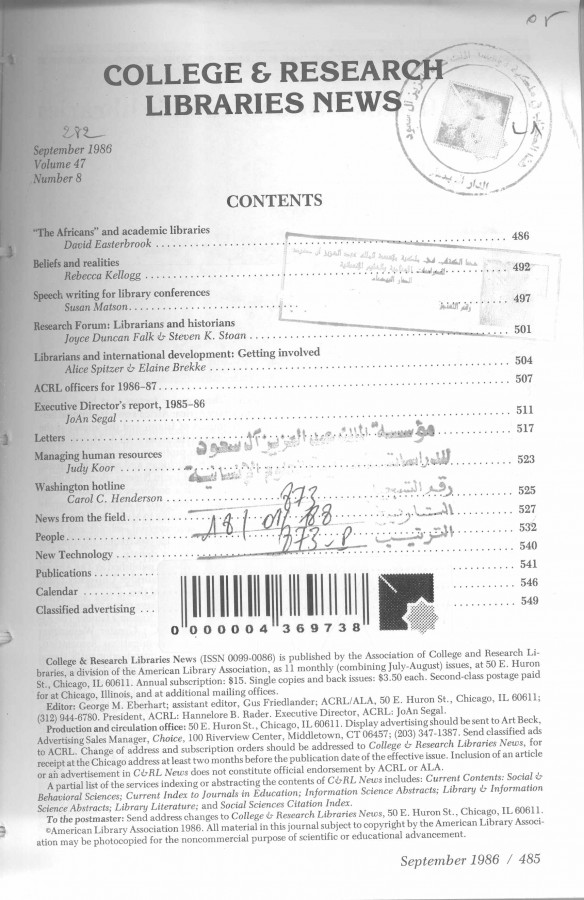 COLLEGE & RESEARCH
LIBRARIES NEWS
282
September 1986
Volume 47
Number 8
CONTENTS
"The Africans" and academic libraries
David Easterbrook . . . . . . . . . . . . . . . . . . . . 486
Beliefs and realities
Rebecca Kellogg . . . . . . . . . . . . . . . . . . . . 492
Speech writing for library conferences
Susan Matson. . . . . . . . . . . . . . . . . . . . 497
Research Forum: Librarians and historians
Joyce Duncan Falk & Steven K. Stoan . . . . . . . . . . . . . . . . . . . . 501
Librarians and international development: Getting involved
Alice Spitzer & Elaine Brekke . . . . . . . . . . . . . . . . . . . . 504
ACRL officers for 1986–87 . . . . . . . . . . . . . . . . . . . . 507
Executive Director's report, 1985–86
JoAn Segal . . . . . . . . . . . . . . . . . . . . 511
Letters . . . . . . . . . . . . . . . . . . . . 517
مؤسسة الملك عبد العزيز آل سعود
Managing human resources
Judy Koor . . . . . . . . . . . . . . . . . . . . 523
Washington hotline
Carol C. Henderson . . . . . . . . . . . . . . . . . . . . 525
News from the field. . . . . . . . . . . . . . . . . . . . 527
People . . . . . . . . . . . . . . . . . . . . 532
New Technology . . . . . . . . . . . . . . . . . . . . 540
Publications . . . . . . . . . . . . . . . . . . . . 541
Calendar . . . . . . . . . . . . . . . . . . . . 546
Classified advertising . . . . . . . . . . . . . . . . . . . . 549
0 000004 369738
College & Research Libraries News (ISSN 0099-0086) is published by the Association of College and Research Li-
braries, a division of the American Library Association, as 11 monthly (combining July-August) issues, at 50 E. Huron
St., Chicago, IL 60611. Annual subscription: $15. Single copies and back issues: $3.50 each. Second-class postage paid
for at Chicago, Illinois, and at additional mailing offices.
Editor: George M. Eberhart; assistant editor, Gus Friedlander; ACRL/ALA, 50 E. Huron St., Chicago, IL 60611;
(312) 944-6780. President, ACRL: Hannelore B. Rader. Executive Director, ACRL: JoAn Segal.
Production and circulation office: 50 E. Huron St., Chicago, IL 60611. Display advertising should be sent to Art Beck,
Advertising Sales Manager, Choice, 100 Riverview Center, Middletown, CT 06457; (203) 347-1387. Send classified ads
to ACRL. Change of address and subscription orders should be addressed to College & Research Libraries News, for
receipt at the Chicago address at least two months before the publication date of the effective issue. Inclusion of an article
or an advertisement in C&RL News does not constitute official endorsement by ACRL or ALA.
A partial list of the services indexing or abstracting the contents of C&RL News includes: Current Contents: Social &
Behavioral Sciences; Current Index to Journals in Education; Information Science Abstracts; Library & Information
Science Abstracts; Library Literature; and Social Sciences Citation Index.
To the postmaster: Send address changes to College & Research Libraries News, 50 E. Huron St., Chicago, IL 60611.
©American Library Association 1986. All material in this journal subject to copyright by the American Library Associ-
ation may be photocopied for the noncommercial purpose of scientific or educational advancement.
September 1986 / 485